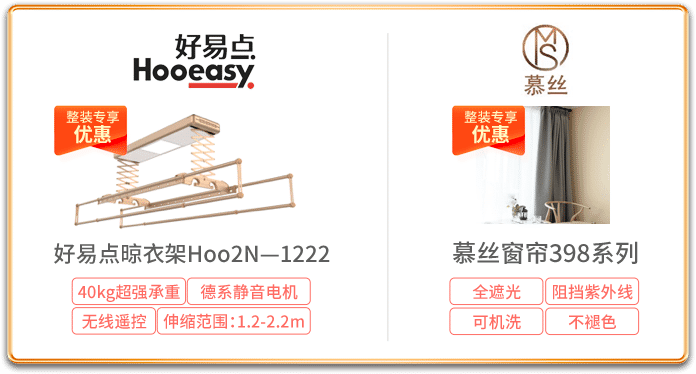 好易点
Hooeasy
整装专享
优惠
好易点晾衣架Hoo2N—1222
40kg超强承重
德系静音电机
无线遥控
伸缩范围：1.2-2.2m
MS
慕丝
整装专享
优惠
慕丝窗帘398系列
全遮光
阻挡紫外线
可机洗
不褪色